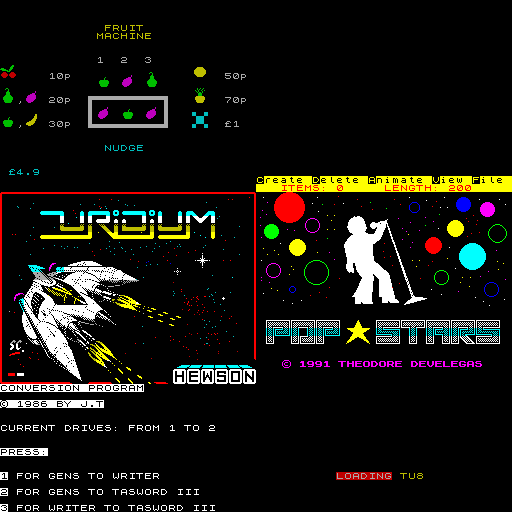 FRUIT
MACHINE
1 2 3
10p
50p
20p
70p
30p
£1
NUDGE
£4.9
Create Delete Animate View File
ITEMS: 0 LENGTH: 200
URIDIUM
S.C.
HEWSON
POP STARS
© 1991 THEODORE DEVELEGAS
CONVERSION PROGRAM
© 1986 BY J.T
CURRENT DRIVES: FROM 1 TO 2
PRESS:
1 FOR GENS TO WRITER
2 FOR GENS TO TASWORD III
3 FOR WRITER TO TASWORD III
LOADING TU8